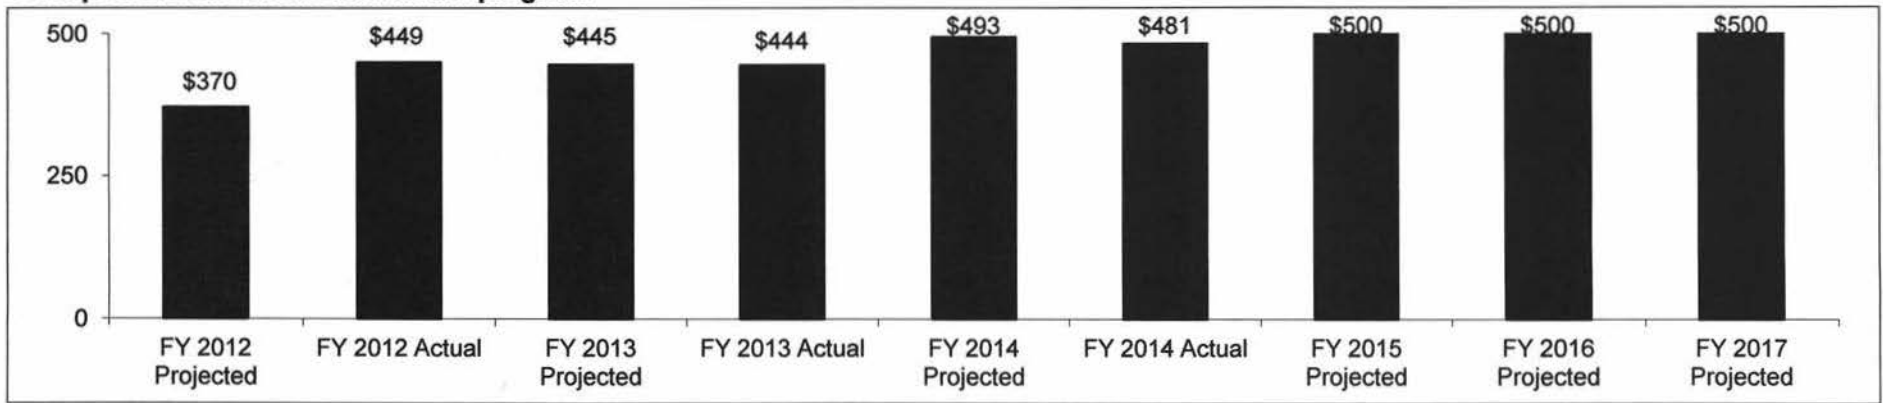 500
250
0
$370
$449
$445
$444
$493
$481
$500
$500
$500
FY 2012
Projected
FY 2012 Actual
FY 2013
Projected
FY 2013 Actual
FY 2014
Projected
FY 2014 Actual
FY 2015
Projected
FY 2016
Projected
FY 2017
Projected